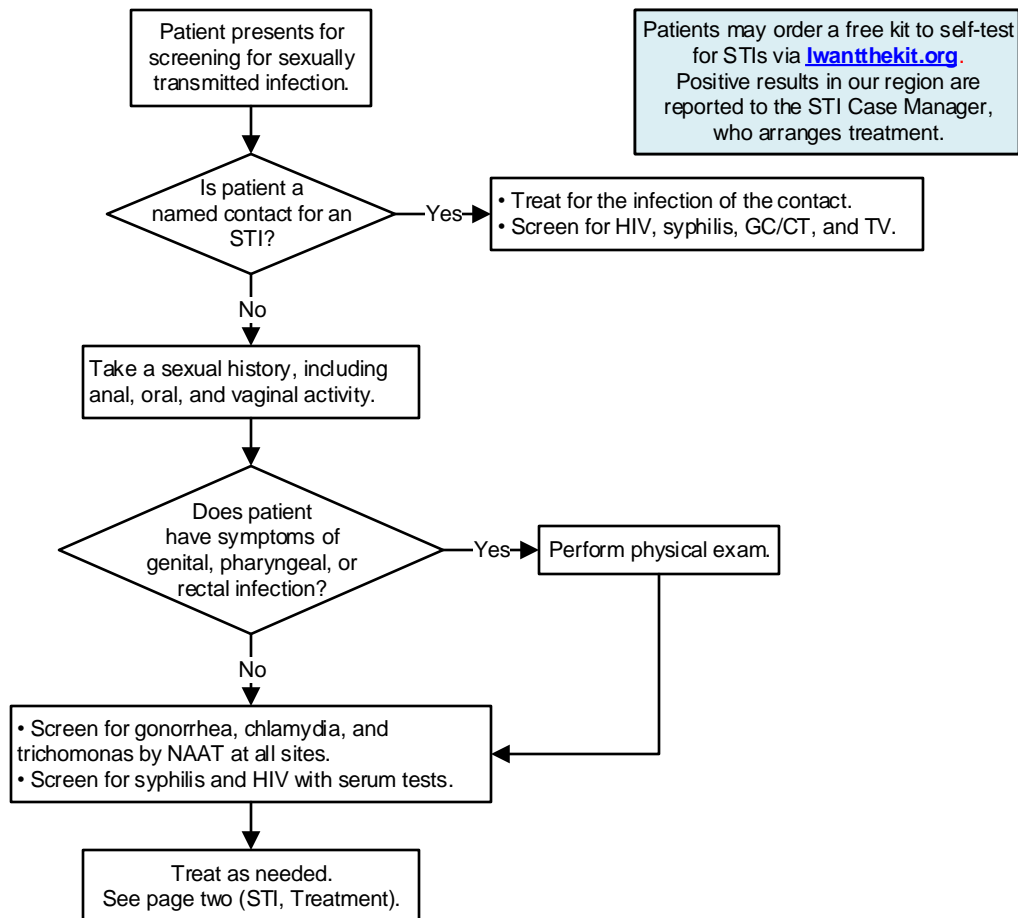 Patient presents for
screening for sexually
transmitted infection.
Patients may order a free kit to self-test
for STIs via Iwantthekit.org.
Positive results in our region are
reported to the STI Case Manager,
who arranges treatment.
Is patient a
named contact for an
STI?
Yes
• Treat for the infection of the contact.
• Screen for HIV, syphilis, GC/CT, and TV.
No
Take a sexual history, including
anal, oral, and vaginal activity.
Does patient
have symptoms of
genital, pharyngeal, or
rectal infection?
Yes
Perform physical exam.
No
• Screen for gonorrhea, chlamydia, and
trichomonas by NAAT at all sites.
• Screen for syphilis and HIV with serum tests.
Treat as needed.
See page two (STI, Treatment).